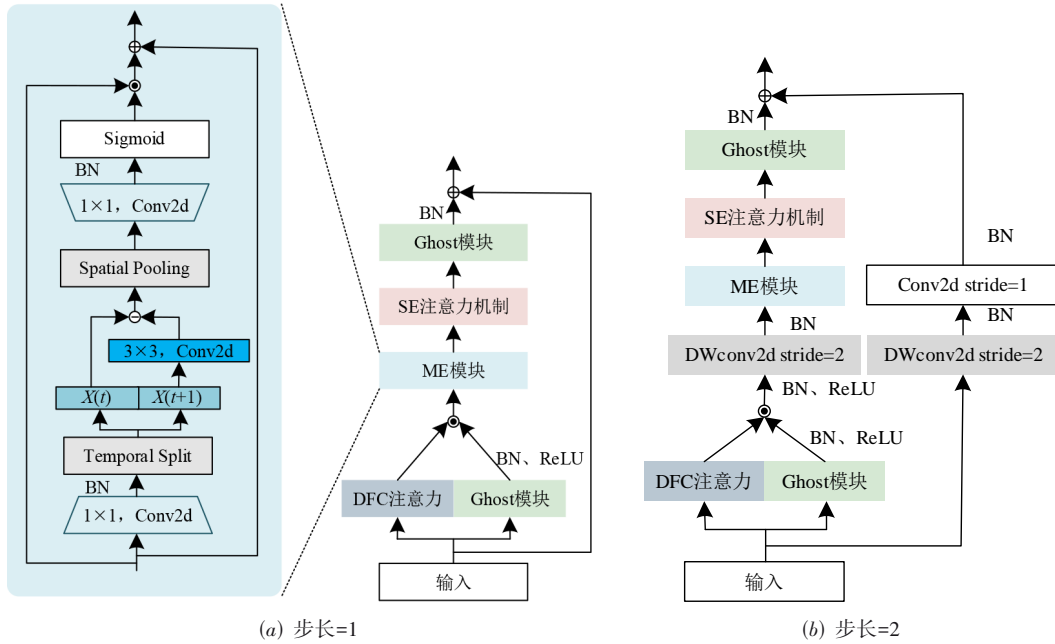 Sigmoid
BN
1×1，Conv2d
Spatial Pooling
3×3，Conv2d
X(t)
X(t+1)
Temporal Split
BN
1×1，Conv2d
BN
Ghost模块
SE注意力机制
ME模块
BN、ReLU
DFC注意力
Ghost模块
输入
(a) 步长=1
BN
Ghost模块
SE注意力机制
ME模块
BN
DWconv2d stride=2
BN、ReLU
BN、ReLU
DFC注意力
Ghost模块
输入
BN
Conv2d stride=1
BN
DWconv2d stride=2
(b) 步长=2